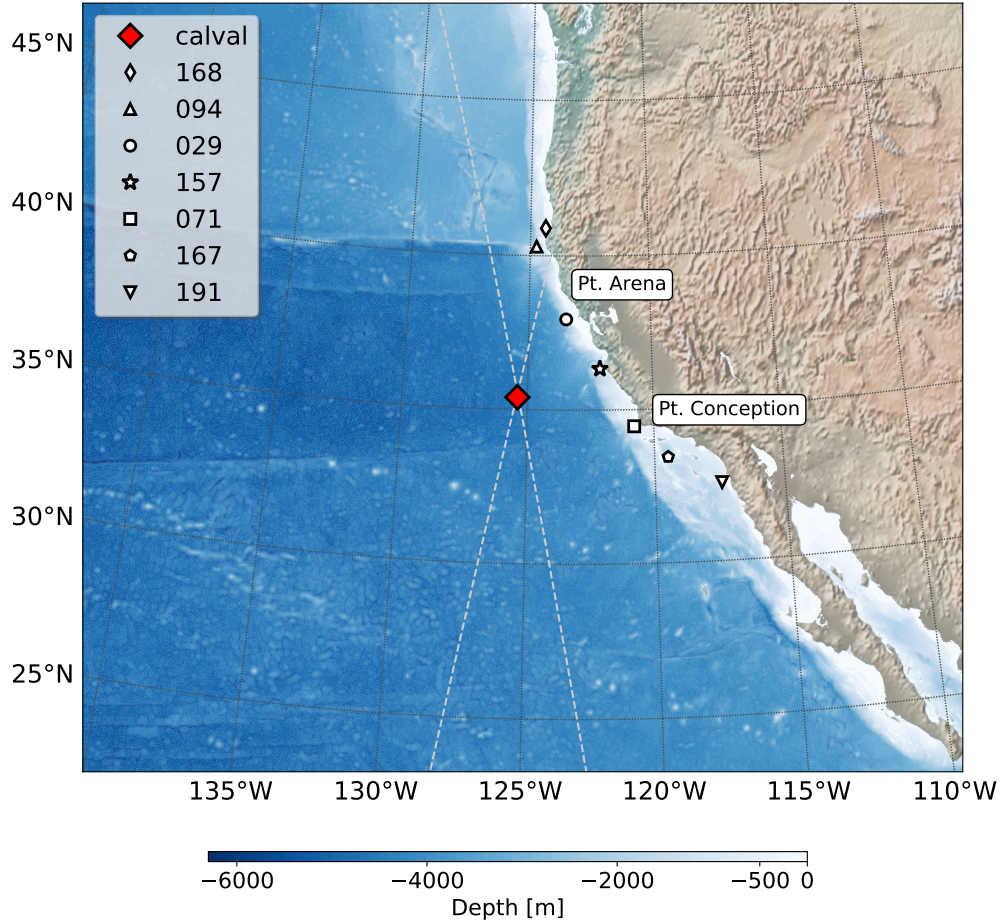 calval
168
094
029
157
071
167
191
45°N
40°N
35°N
30°N
25°N
Pt. Arena
Pt. Conception
135°W 130°W 125°W 120°W 115°W 110°W
−6000 −4000 −2000 −500 0
Depth [m]